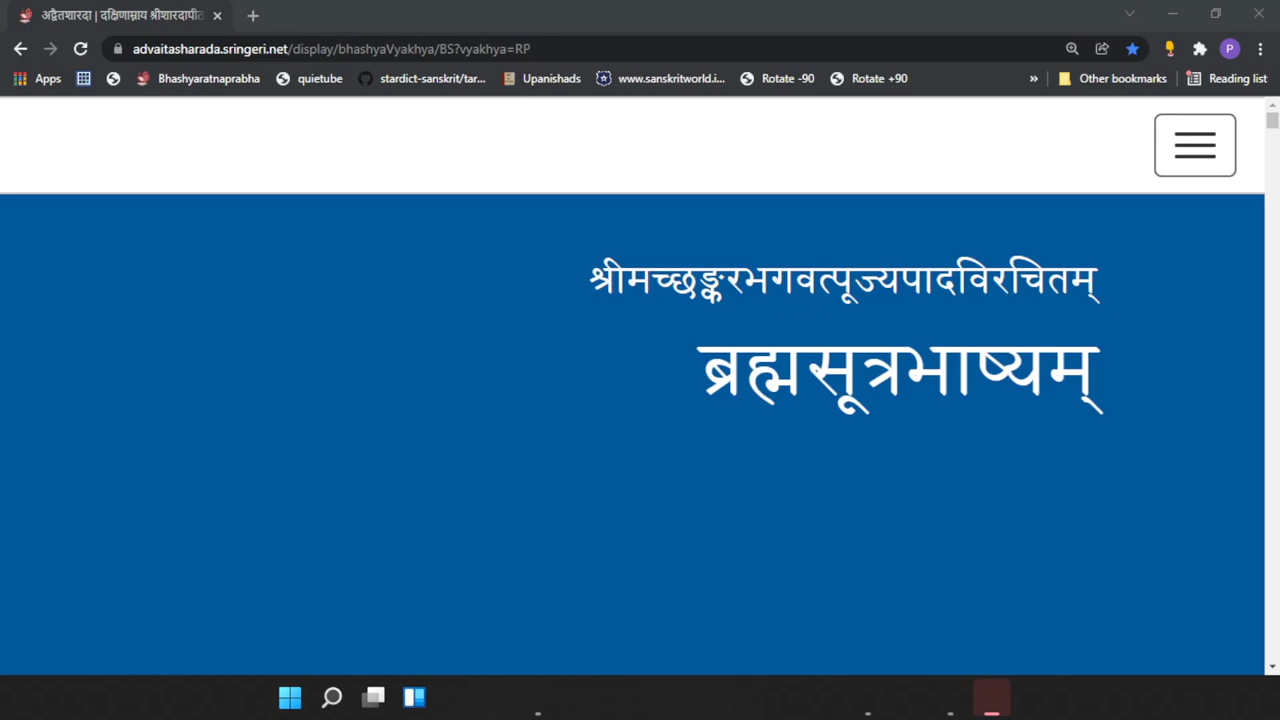 अद्वैतशारदा | दक्षिणाम्नाय श्रीशारदापीठ
advaitasharada.sringeri.net/display/bhashyaVyakhya/BS?vyakhya=RP
P
Apps
Bhashyaratnaprabha
quietube
stardict-sanskrit/tar...
Upanishads
www.sanskritworld.i...
Rotate -90
Rotate +90
»
Other bookmarks
Reading list
श्रीमच्छङ्करभगवत्पूज्यपादविरचितम्
ब्रह्मसूत्रभाष्यम्